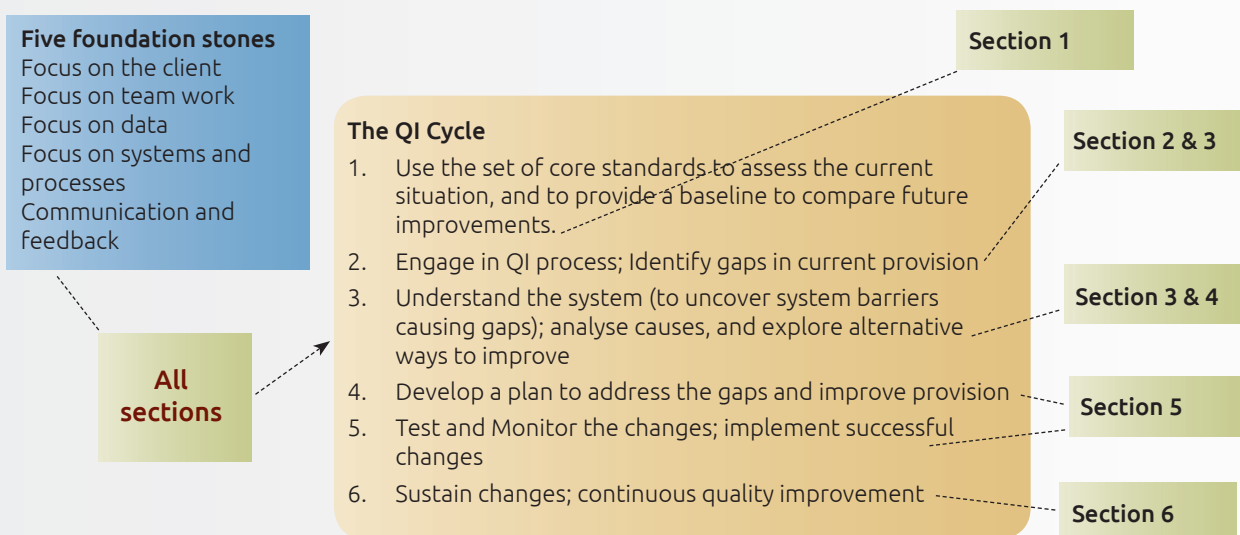 Five foundation stones
Focus on the client
Focus on team work
Focus on data
Focus on systems and
processes
Communication and
feedback
All
sections
The QI Cycle
1. Use the set of core standards to assess the current
situation, and to provide a baseline to compare future
improvements.
2. Engage in QI process; Identify gaps in current provision
3. Understand the system (to uncover system barriers
causing gaps); analyse causes, and explore alternative
ways to improve
4. Develop a plan to address the gaps and improve provision
5. Test and Monitor the changes; implement successful
changes
6. Sustain changes; continuous quality improvement
Section 1
Section 2 & 3
Section 3 & 4
Section 5
Section 6